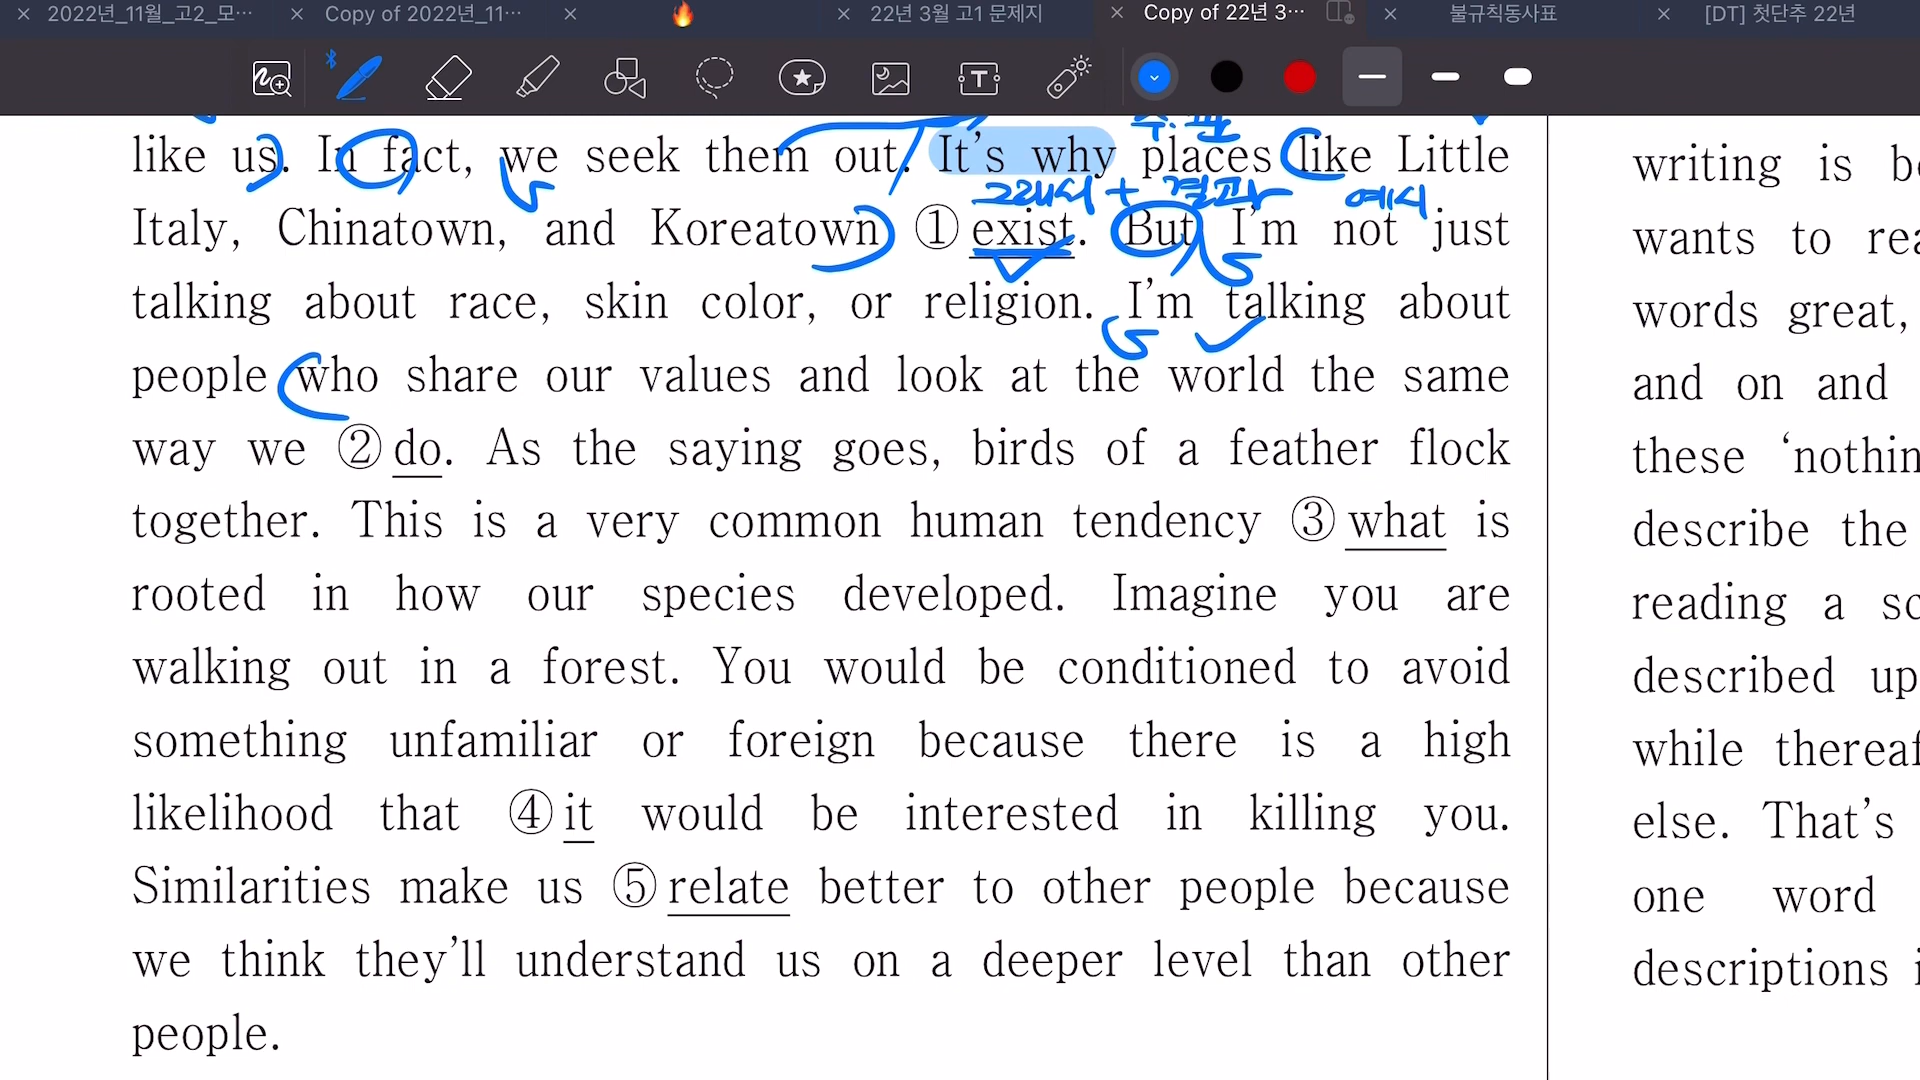 2022년_11월_고2_모…
Copy of 2022년_11…
22년 3월 고1 문제지
Copy of 22년 3…
불규칙동사표
[DT] 첫단추 22년
like us. In fact, we seek them out. It's why places like Little
그래서 + 결과 예시
Italy, Chinatown, and Koreatown ① exist. But I'm not just
talking about race, skin color, or religion. I'm talking about
people who share our values and look at the world the same
way we ② do. As the saying goes, birds of a feather flock
together. This is a very common human tendency ③ what is
rooted in how our species developed. Imagine you are
walking out in a forest. You would be conditioned to avoid
something unfamiliar or foreign because there is a high
likelihood that ④ it would be interested in killing you.
Similarities make us ⑤ relate better to other people because
we think they'll understand us on a deeper level than other
people.
writing is
wants to
words great,
and on and
these
describe the
reading a
described
while
else. That's
one word
descriptions